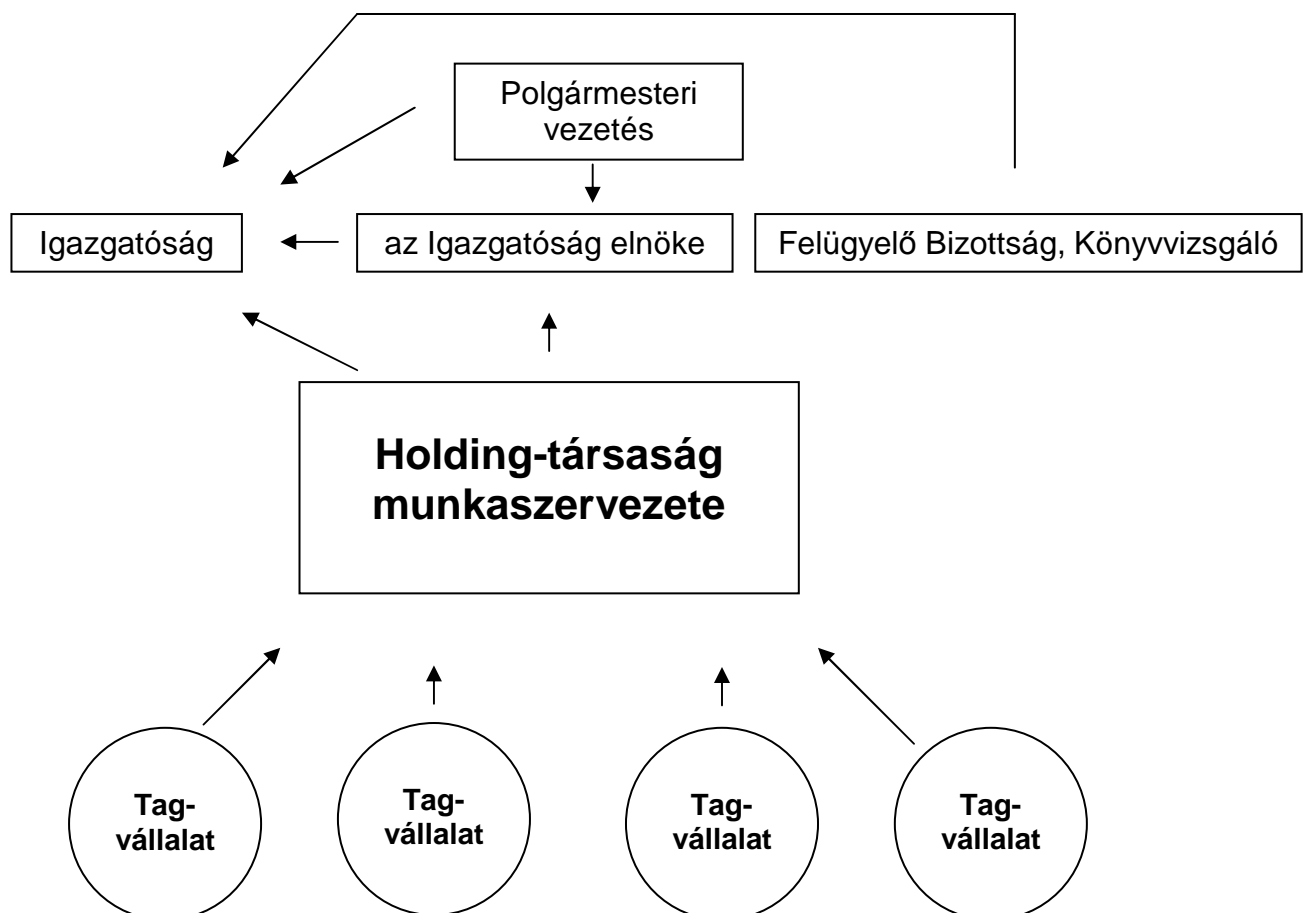 Polgármesteri
vezetés
Igazgatóság
az Igazgatóság elnöke
Felügyelő Bizottság, Könyvvizsgáló
Holding-társaság
munkaszervezete
Tag-
vállalat
Tag-
vállalat
Tag-
vállalat
Tag-
vállalat